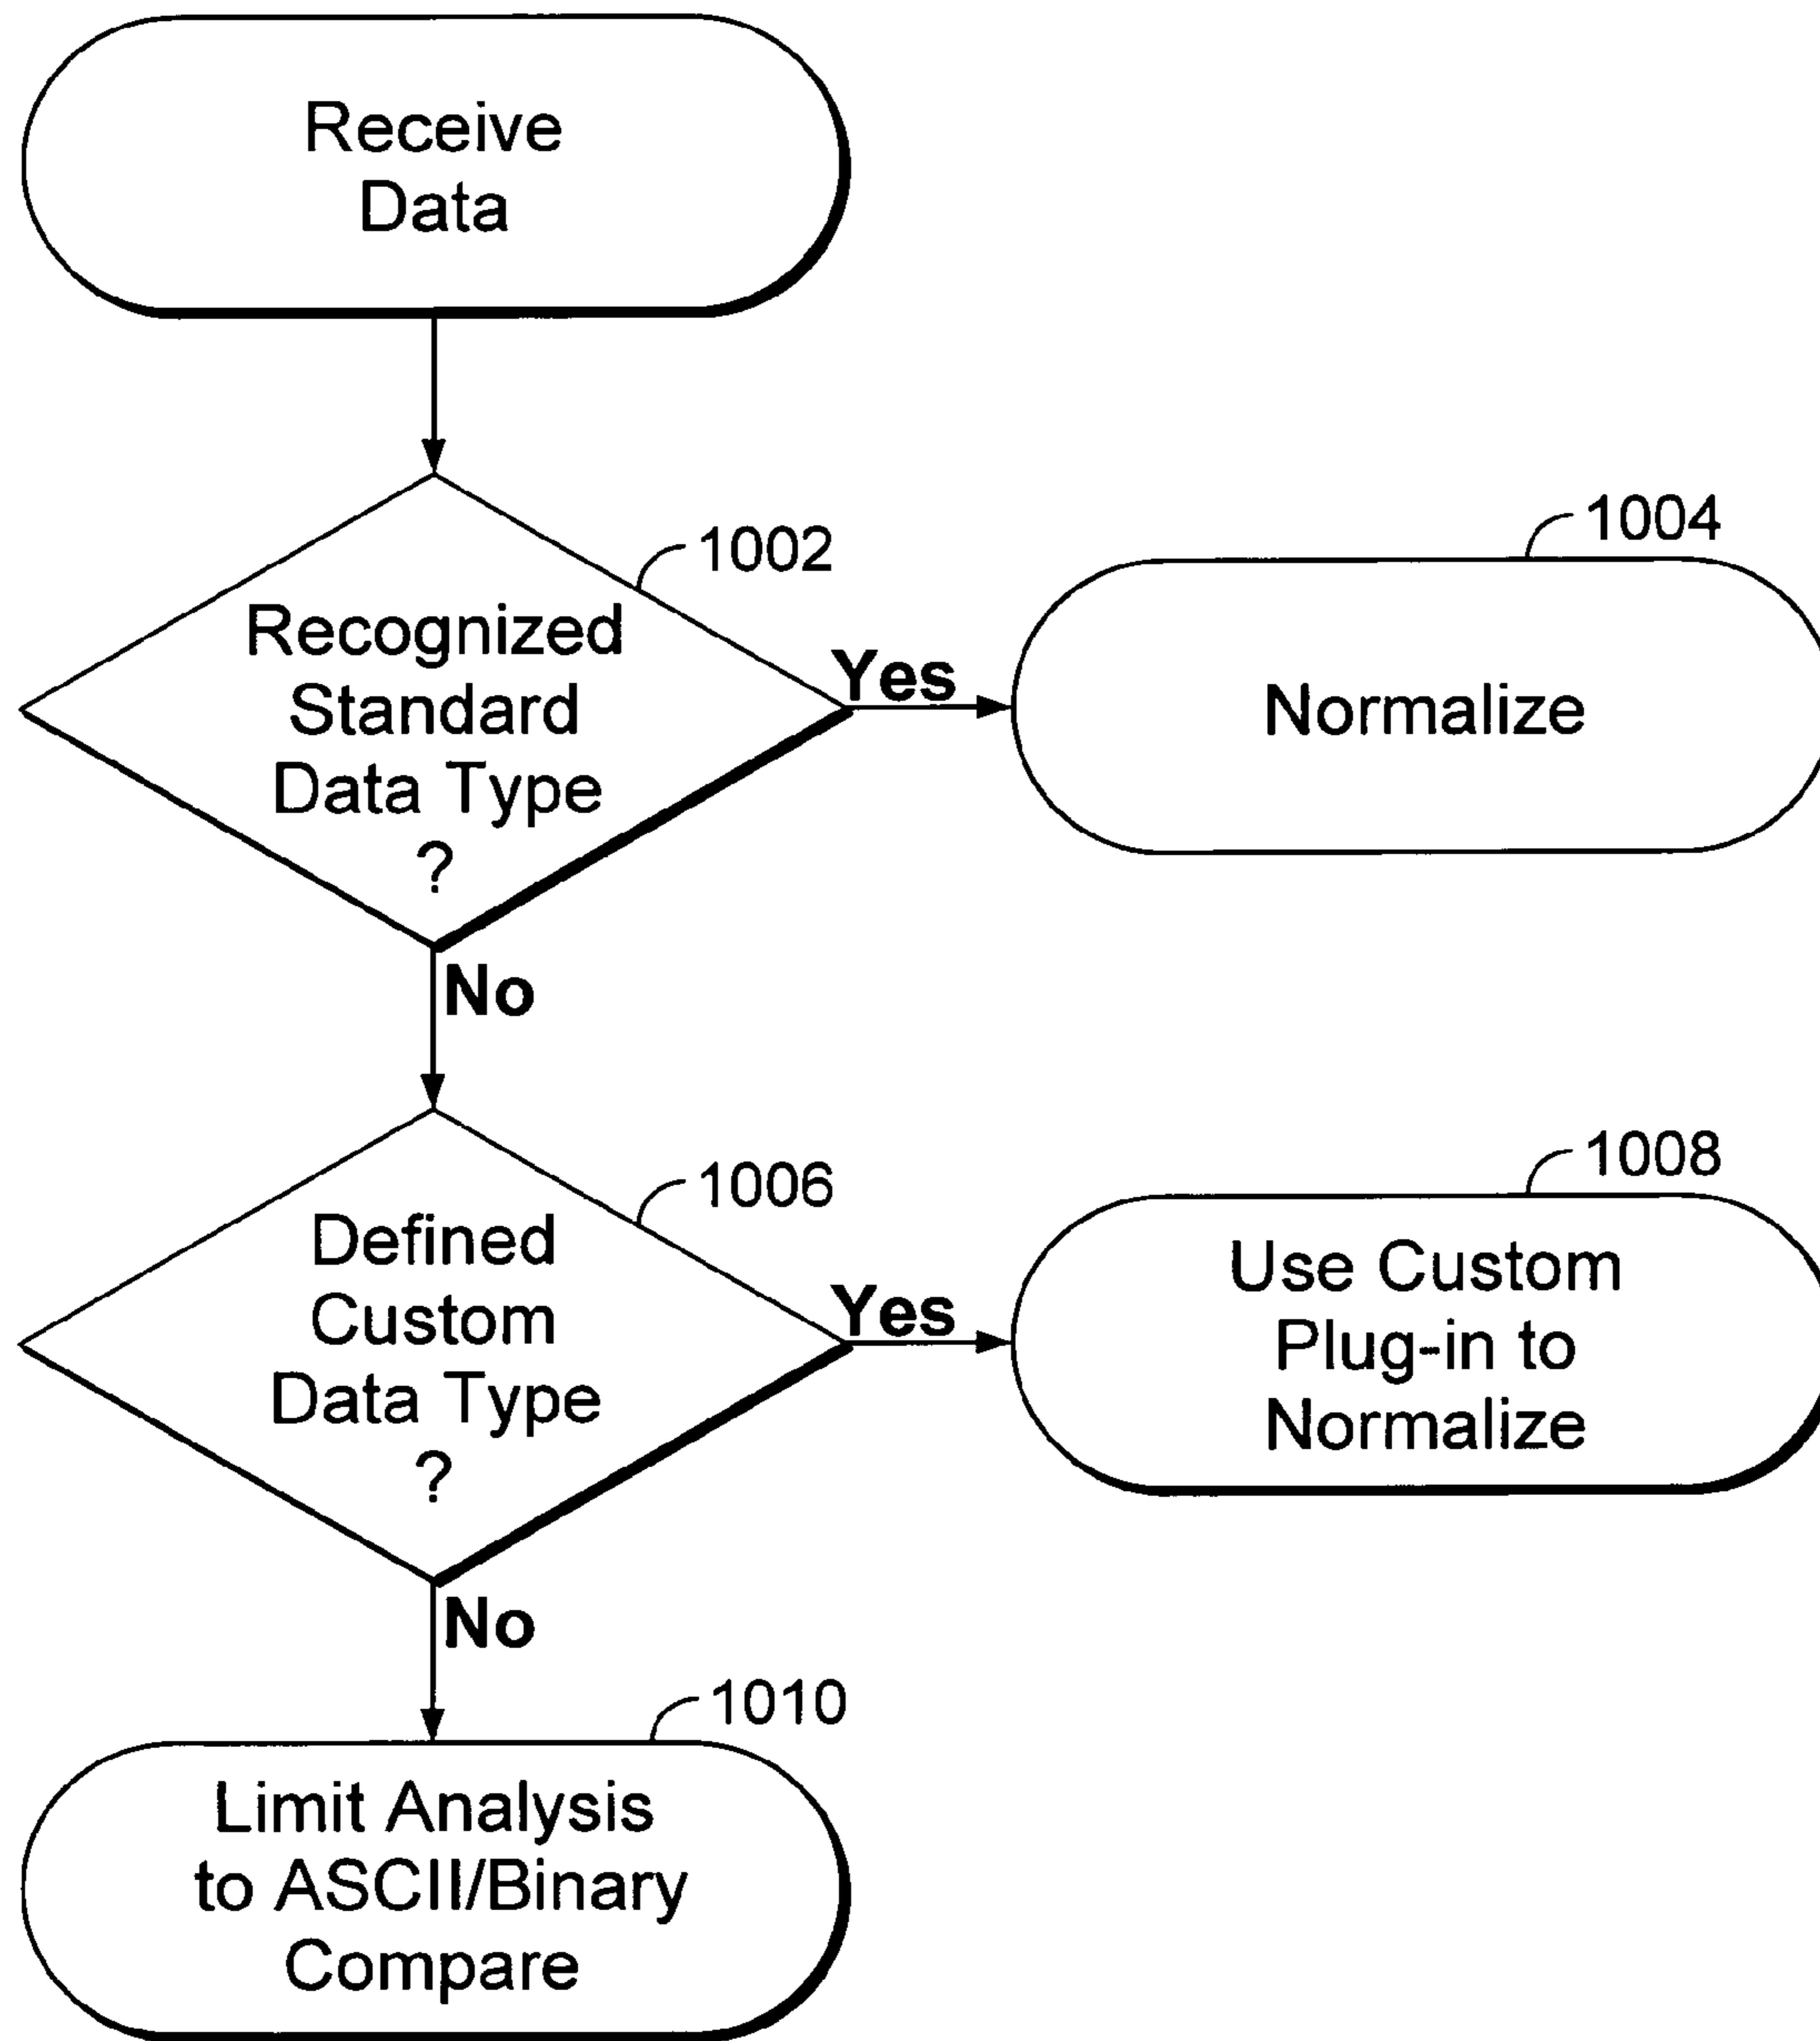 Receive
Data
1002
Recognized
Standard
Data Type
?
Yes
1004
Normalize
No
1006
Defined
Custom
Data Type
?
Yes
1008
Use Custom
Plug-in to
Normalize
No
1010
Limit Analysis
to ASCII/Binary
Compare